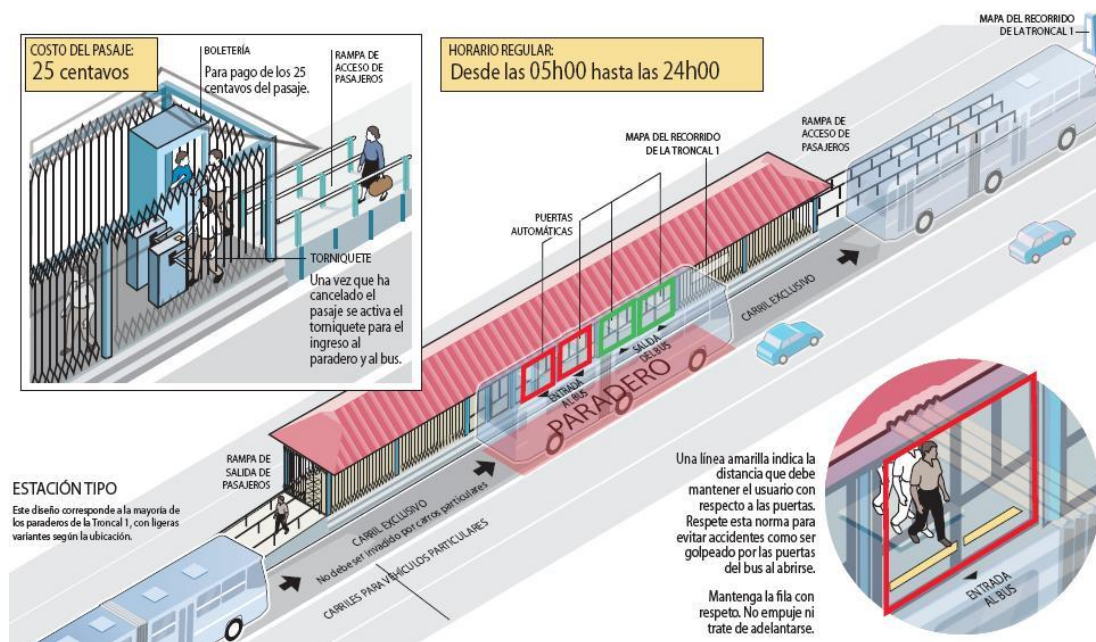 COSTO DEL PASAJE:
25 centavos
BOLETERÍA
Para pago de los 25
centavos del pasaje.
RAMPA DE
ACCESO DE
PASAJEROS
TORNIQUETE
Una vez que ha
cancelado el
pasaje se activa el
torniquete para el
ingreso al
paradero y al bus.
HORARIO REGULAR:
Desde las 05h00 hasta las 24h00
MAPA DEL RECORRIDO
DE LA TRONCAL 1
RAMPA DE
ACCESO DE
PASAJEROS
MAPA DEL RECORRIDO
DE LA TRONCAL 1
PUERTAS
AUTOMÁTICAS
CARRIL EXCLUSIVO
SALIDA
DEL BUS
ENTRADA
AL BUS
PARADERO
RAMPA DE
SALIDA DE
PASAJEROS
ESTACIÓN TIPO
Este diseño corresponde a la mayoría de
los paraderos de la Troncal 1, con ligeras
variantes según la ubicación.
CARRIL EXCLUSIVO
No debe ser invadido por carros particulares
CARRILES PARA VEHÍCULOS PARTICULARES
Una línea amarilla indica la
distancia que debe
mantener el usuario con
respecto a las puertas.
Respete esta norma para
evitar accidentes como ser
golpeado por las puertas
del bus al abrirse.
Mantenga la fila con
respeto. No empuje ni
trate de adelantarse.
ENTRADA
AL BUS